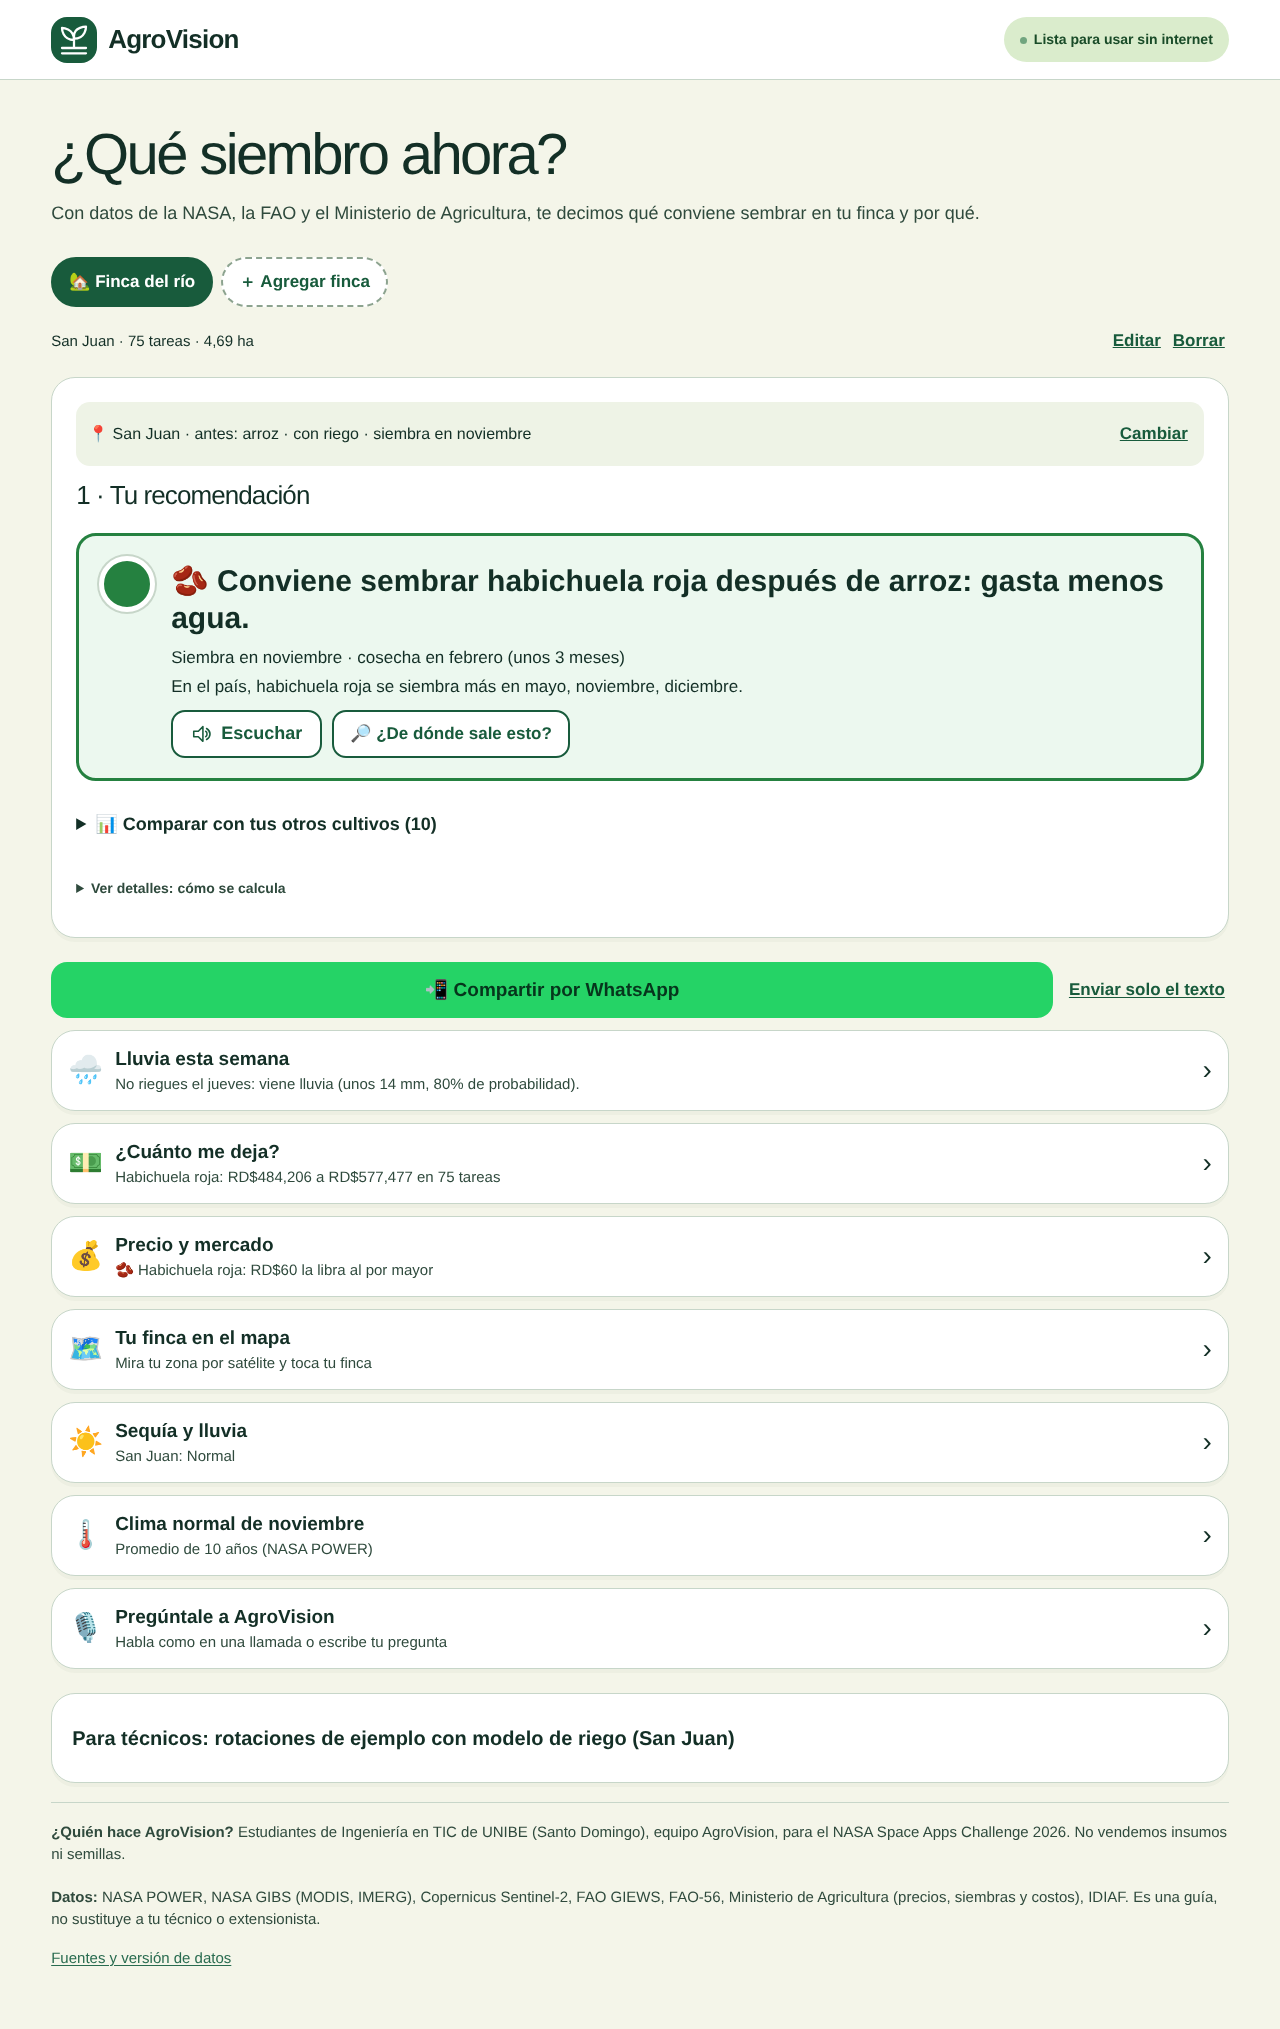 AgroVision
Lista para usar sin internet
¿Qué siembro ahora?
Con datos de la NASA, la FAO y el Ministerio de Agricultura, te decimos qué conviene sembrar en tu finca y por qué.
🏡 Finca del río
+ Agregar finca
San Juan · 75 tareas · 4,69 ha
Editar Borrar
📍 San Juan · antes: arroz · con riego · siembra en noviembre
Cambiar
1 · Tu recomendación
🫘 Conviene sembrar habichuela roja después de arroz: gasta menos
agua.
Siembra en noviembre · cosecha en febrero (unos 3 meses)
En el país, habichuela roja se siembra más en mayo, noviembre, diciembre.
Escuchar
🔎 ¿De dónde sale esto?
▶ 📊 Comparar con tus otros cultivos (10)
▶ Ver detalles: cómo se calcula
📲 Compartir por WhatsApp
Enviar solo el texto
Lluvia esta semana
No riegues el jueves: viene lluvia (unos 14 mm, 80% de probabilidad).
›
¿Cuánto me deja?
Habichuela roja: RD$484,206 a RD$577,477 en 75 tareas
›
Precio y mercado
🫘 Habichuela roja: RD$60 la libra al por mayor
›
Tu finca en el mapa
Mira tu zona por satélite y toca tu finca
›
Sequía y lluvia
San Juan: Normal
›
Clima normal de noviembre
Promedio de 10 años (NASA POWER)
›
Pregúntale a AgroVision
Habla como en una llamada o escribe tu pregunta
›
Para técnicos: rotaciones de ejemplo con modelo de riego (San Juan)
¿Quién hace AgroVision? Estudiantes de Ingeniería en TIC de UNIBE (Santo Domingo), equipo AgroVision, para el NASA Space Apps Challenge 2026. No vendemos insumos
ni semillas.
Datos: NASA POWER, NASA GIBS (MODIS, IMERG), Copernicus Sentinel-2, FAO GIEWS, FAO-56, Ministerio de Agricultura (precios, siembras y costos), IDIAF. Es una guía,
no sustituye a tu técnico o extensionista.
Fuentes y versión de datos